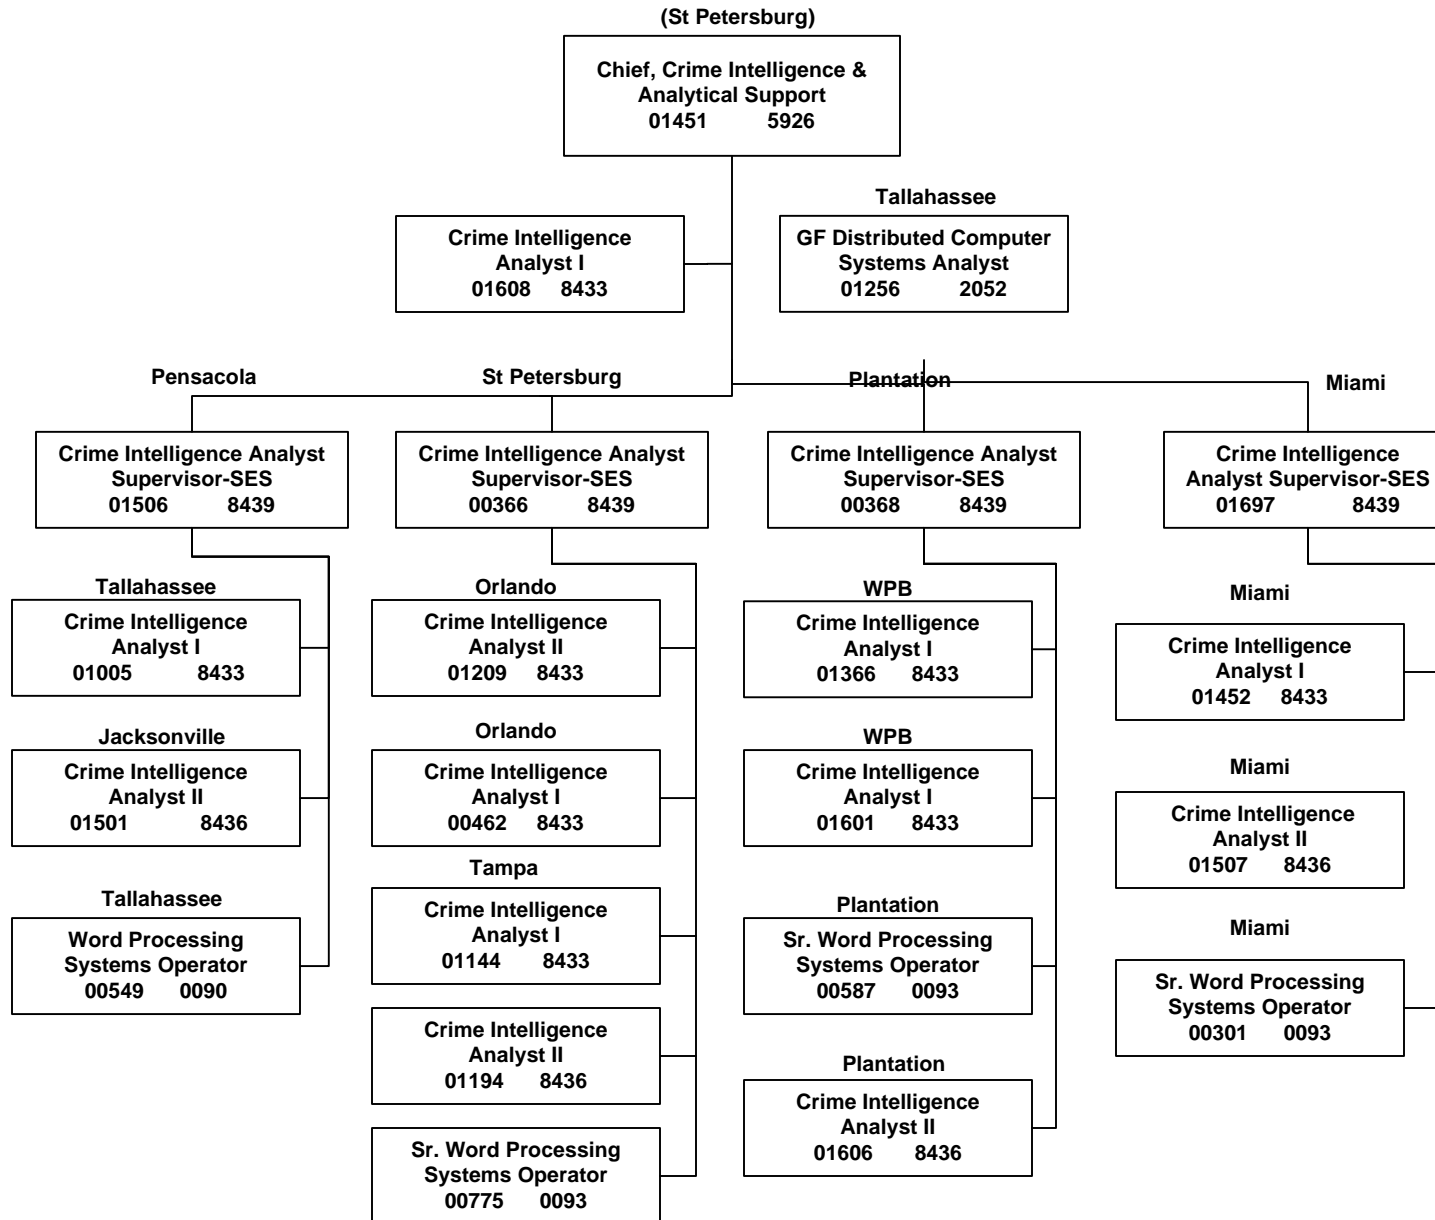 (St Petersburg)
Chief, Crime Intelligence &
Analytical Support
01451 5926
Crime Intelligence
Analyst I
01608 8433
Tallahassee
GF Distributed Computer
Systems Analyst
01256 2052
Pensacola
Crime Intelligence Analyst
Supervisor-SES
01506 8439
St Petersburg
Crime Intelligence Analyst
Supervisor-SES
00366 8439
Plantation
Crime Intelligence Analyst
Supervisor-SES
00368 8439
Miami
Crime Intelligence
Analyst Supervisor-SES
01697 8439
Tallahassee
Crime Intelligence
Analyst I
01005 8433
Jacksonville
Crime Intelligence
Analyst II
01501 8436
Tallahassee
Word Processing
Systems Operator
00549 0090
Orlando
Crime Intelligence
Analyst II
01209 8433
Orlando
Crime Intelligence
Analyst I
00462 8433
Tampa
Crime Intelligence
Analyst I
01144 8433
Crime Intelligence
Analyst II
01194 8436
Sr. Word Processing
Systems Operator
00775 0093
WPB
Crime Intelligence
Analyst I
01366 8433
WPB
Crime Intelligence
Analyst I
01601 8433
Plantation
Sr. Word Processing
Systems Operator
00587 0093
Plantation
Crime Intelligence
Analyst II
01606 8436
Miami
Crime Intelligence
Analyst I
01452 8433
Miami
Crime Intelligence
Analyst II
01507 8436
Miami
Sr. Word Processing
Systems Operator
00301 0093